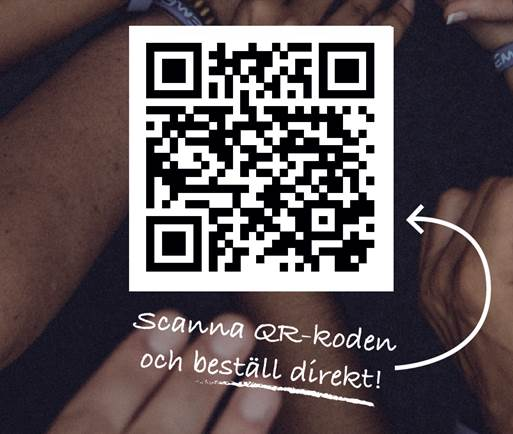 Scanna QR-koden
och beställ direkt!